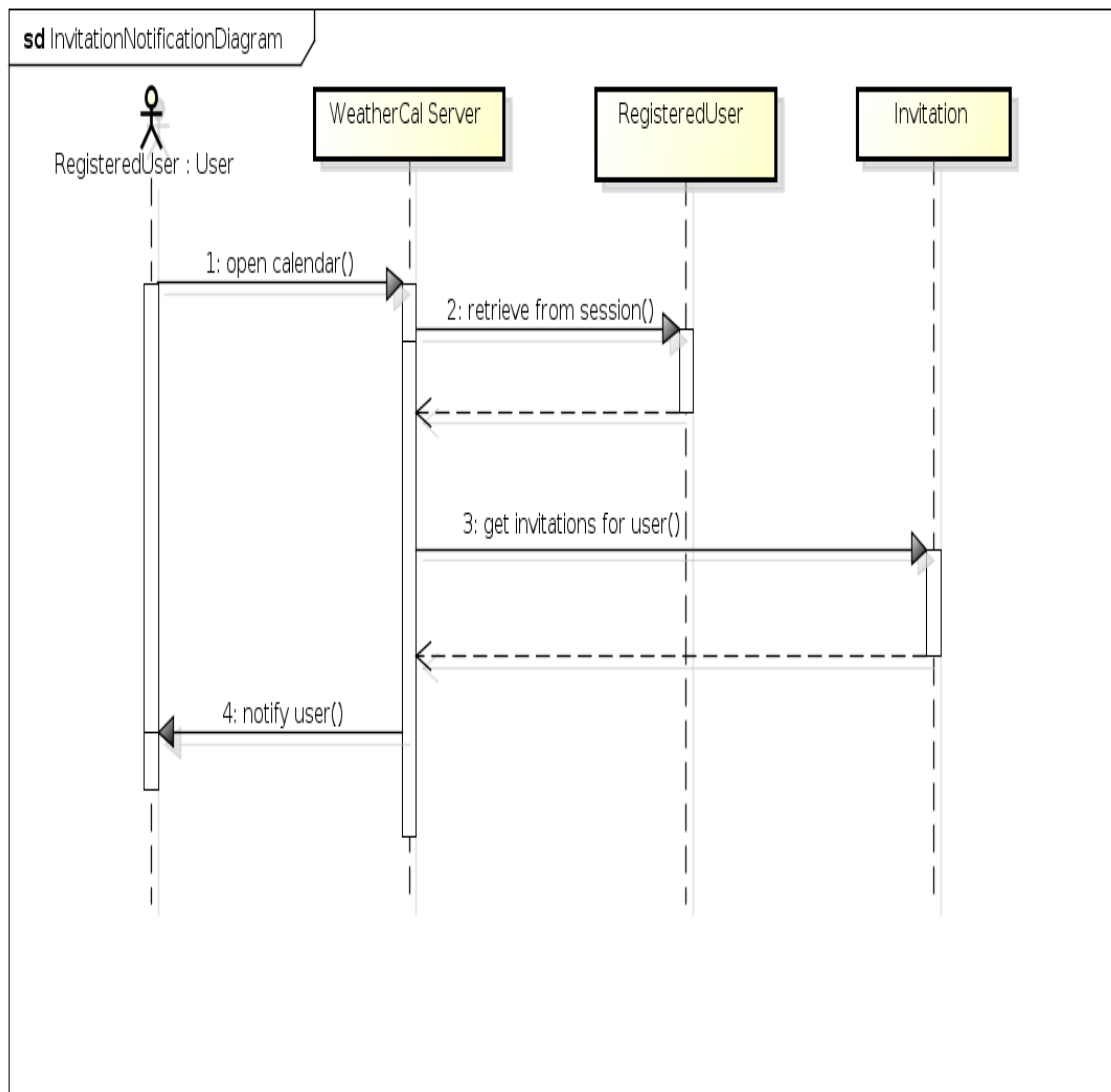 sd InvitationNotificationDiagram
RegisteredUser : User
WeatherCal Server
RegisteredUser
Invitation
1: open calendar()
2: retrieve from session()
3: get invitations for user()
4: notify user()